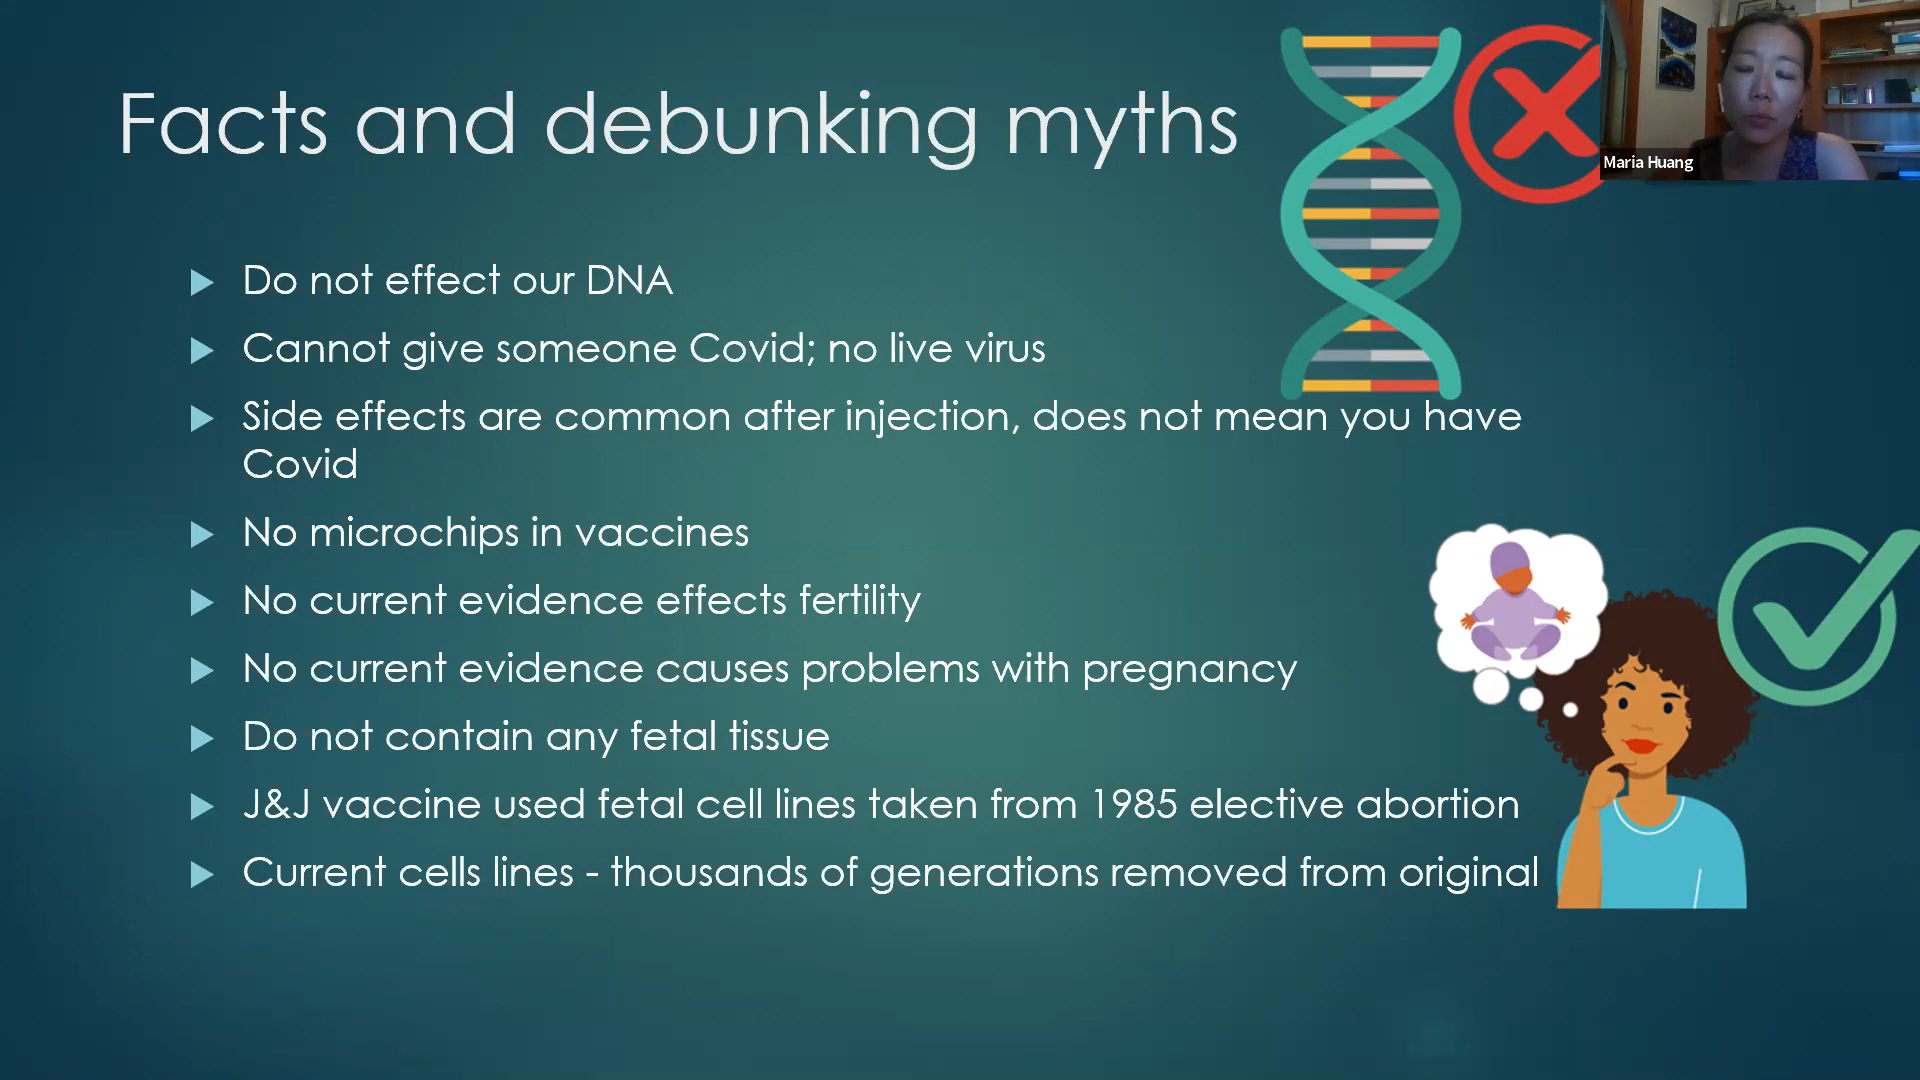 Facts and debunking myths
Maria Huang
Do not effect our DNA
Cannot give someone Covid; no live virus
Side effects are common after injection, does not mean you have
Covid
No microchips in vaccines
No current evidence effects fertility
No current evidence causes problems with pregnancy
Do not contain any fetal tissue
J&J vaccine used fetal cell lines taken from 1985 elective abortion
Current cells lines - thousands of generations removed from original